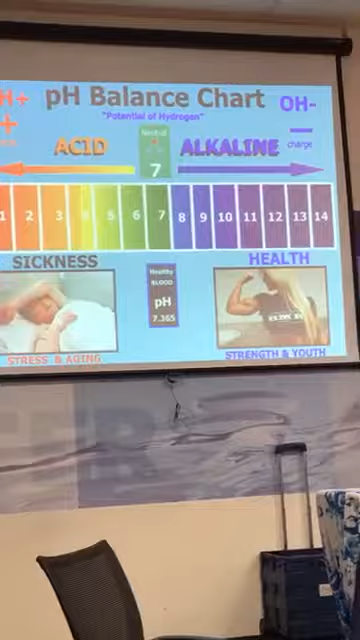 H+
pH Balance Chart
OH-
"Potential of Hydrogen"
+
ACID
Neutral
7
ALKALINE
—
charge
1 2 3 4 5 6 7 8 9 10 11 12 13 14
SICKNESS
HEALTH
Healthy
BLOOD
pH
7.365
STRESS & AGING
STRENGTH & YOUTH